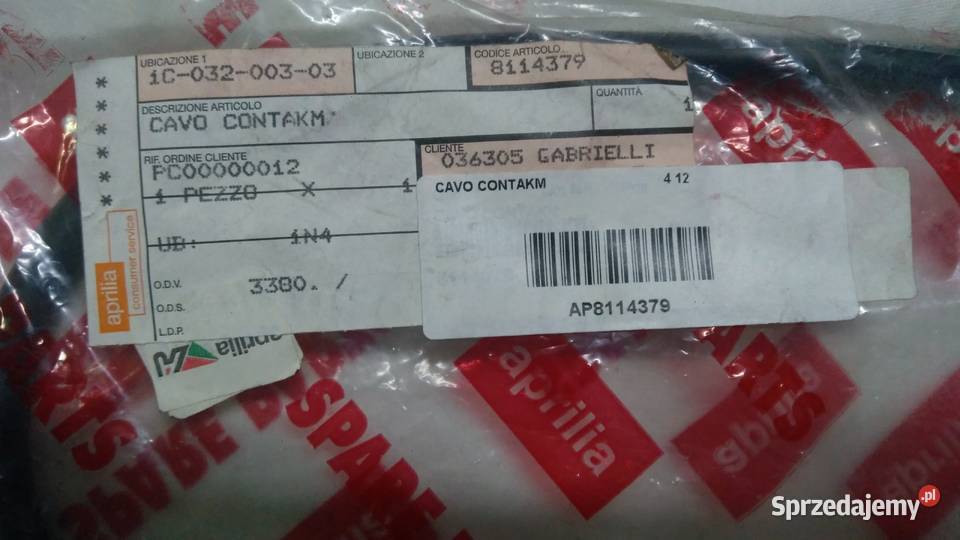 UBICAZIONE 1
1C-032-003-03
UBICAZIONE 2
CODICE ARTICOLO
8114379
DESCRIZIONE ARTICOLO
CAVO CONTAKM.
QUANTITÀ
1
RIF. ORDINE CLIENTE
PC00000012
CLIENTE
036305 GABRIELLI
1 PEZZO X 1
UB: 1N4
O.D.V. 3380. /
O.D.S.
L.D.P.
* * * * * *
aprilia
consumer service
CAVO CONTAKM 4 12
AP8114379
aprilia
aprilia
aprilia
SPARE
SPARE
PARTS
Sprzedajemy.pl